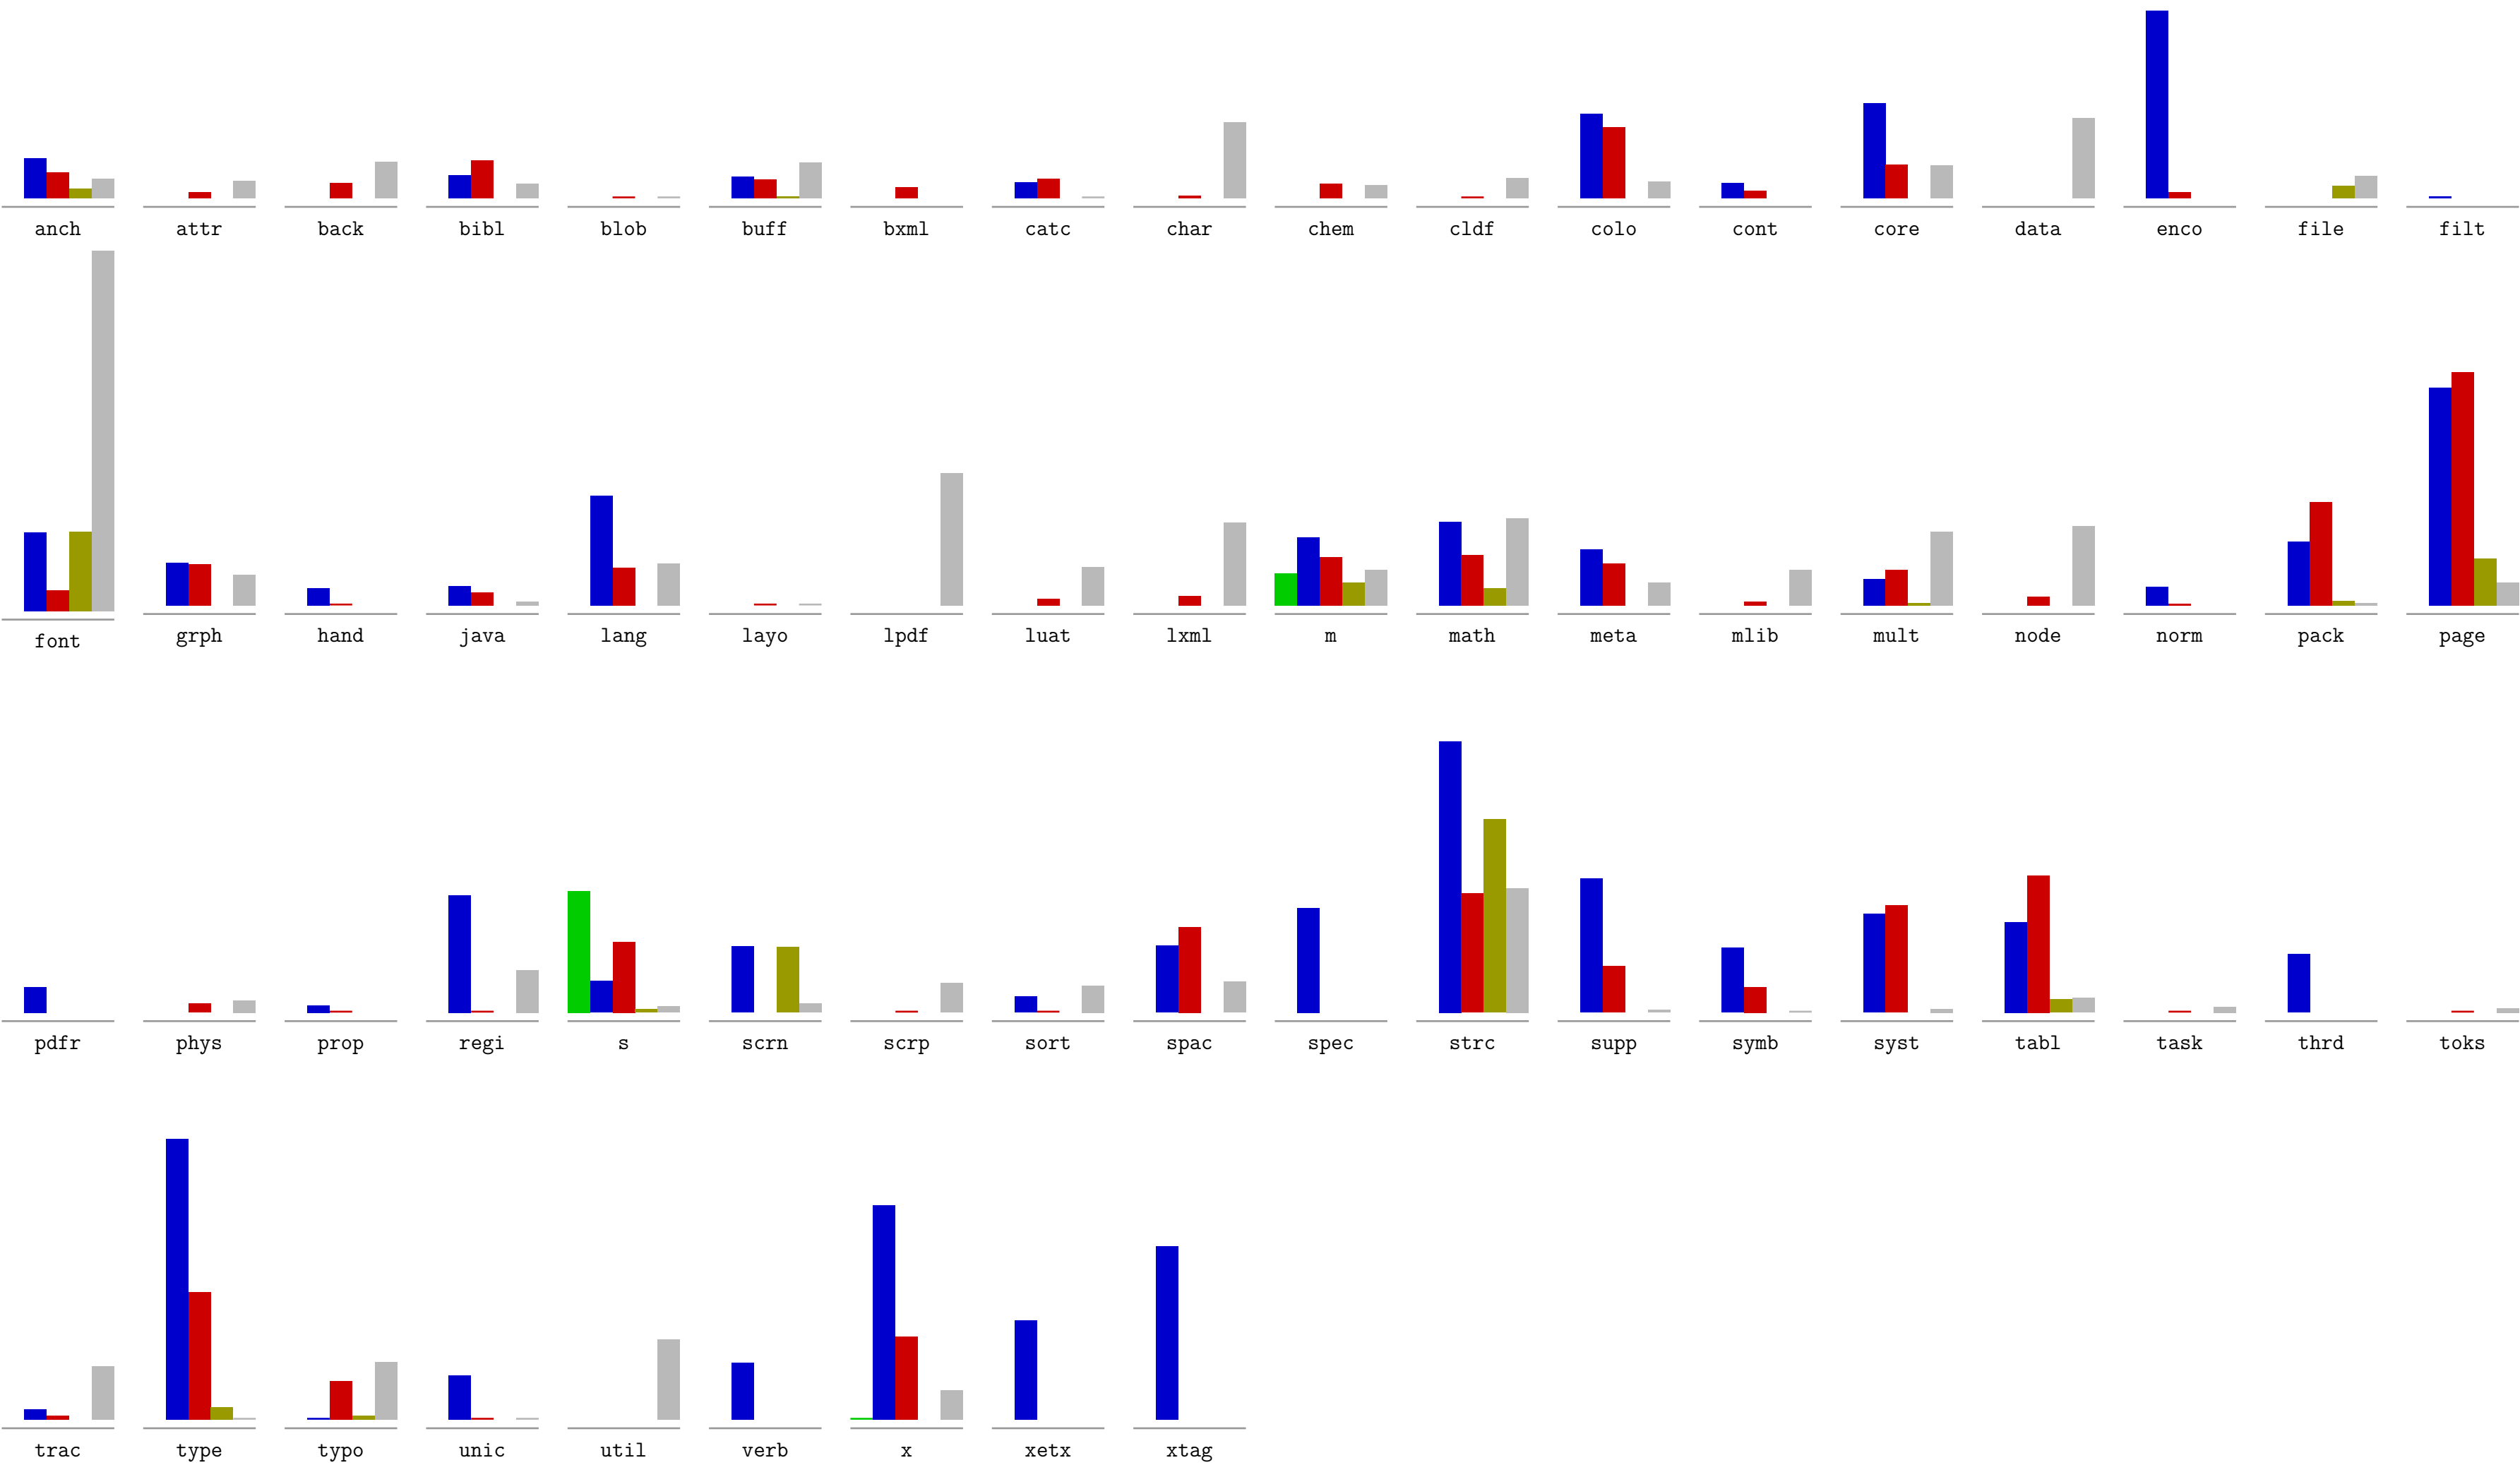 anch attr back bibl blob buff bxml catc char chem cldf colo cont core data enco file filt
font grph hand java lang layo lpdf luat lxml m math meta mlib mult node norm pack page
pdfr phys prop regi s scrn scrp sort spac spec strc supp symb syst tabl task thrd toks
trac type typo unic util verb x xetx xtag